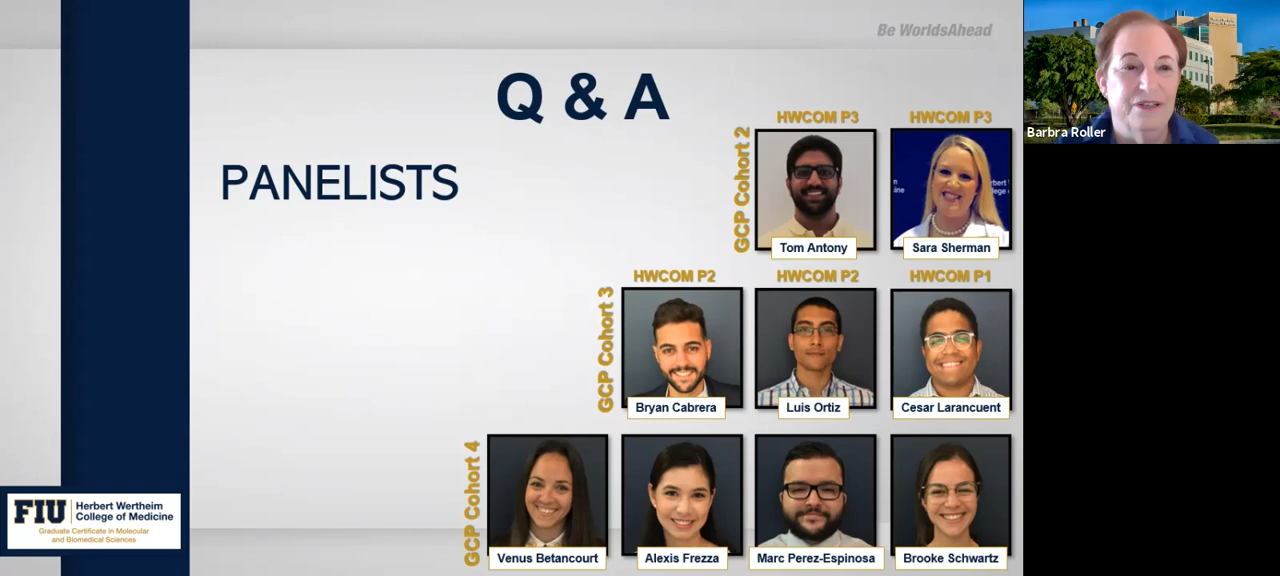 Be WorldsAhead
Q & A
PANELISTS
HWCOM P3
HWCOM P3
GCP Cohort 2
Tom Antony
Sara Sherman
HWCOM P2
HWCOM P2
HWCOM P1
GCP Cohort 3
Bryan Cabrera
Luis Ortiz
Cesar Larancuent
GCP Cohort 4
Venus Betancourt
Alexis Frezza
Marc Perez-Espinosa
Brooke Schwartz
FIU
Herbert Wertheim
College of Medicine
Graduate Certificate in Molecular
and Biomedical Sciences
Barbra Roller